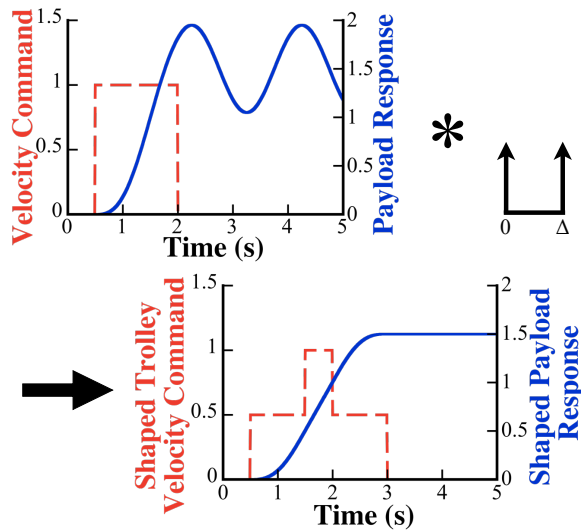 Velocity Command
1.5
1
0.5
0
0 1 2 3 4 5
Time (s)
2
1.5
1
0.5
0
Payload Response
*
0 Δ
Shaped Trolley
Velocity Command
1.5
1
0.5
0
0 1 2 3 4 5
Time (s)
2
1.5
1
0.5
0
Shaped Payload
Response